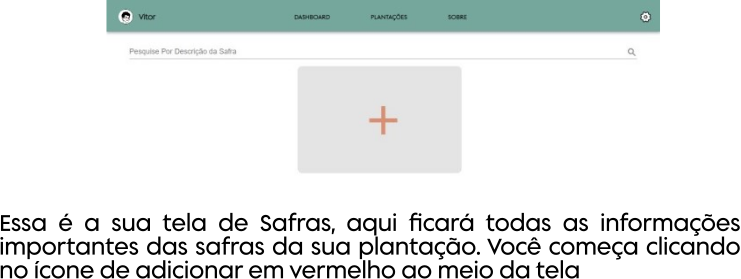 Vitor DASHBOARD PLANTAÇÕES SOBRE
Pesquise Por Descrição da Safra
Essa é a sua tela de Safras, aqui ficará todas as informações
importantes das safras da sua plantação. Você começa clicando
no ícone de adicionar em vermelho ao meio da tela